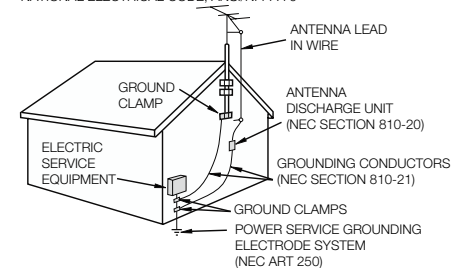 ANTENNA LEAD
IN WIRE
GROUND
CLAMP
ANTENNA
DISCHARGE UNIT
(NEC SECTION 810-20)
ELECTRIC
SERVICE
EQUIPMENT
GROUNDING CONDUCTORS
(NEC SECTION 810-21)
GROUND CLAMPS
POWER SERVICE GROUNDING
ELECTRODE SYSTEM
(NEC ART 250)